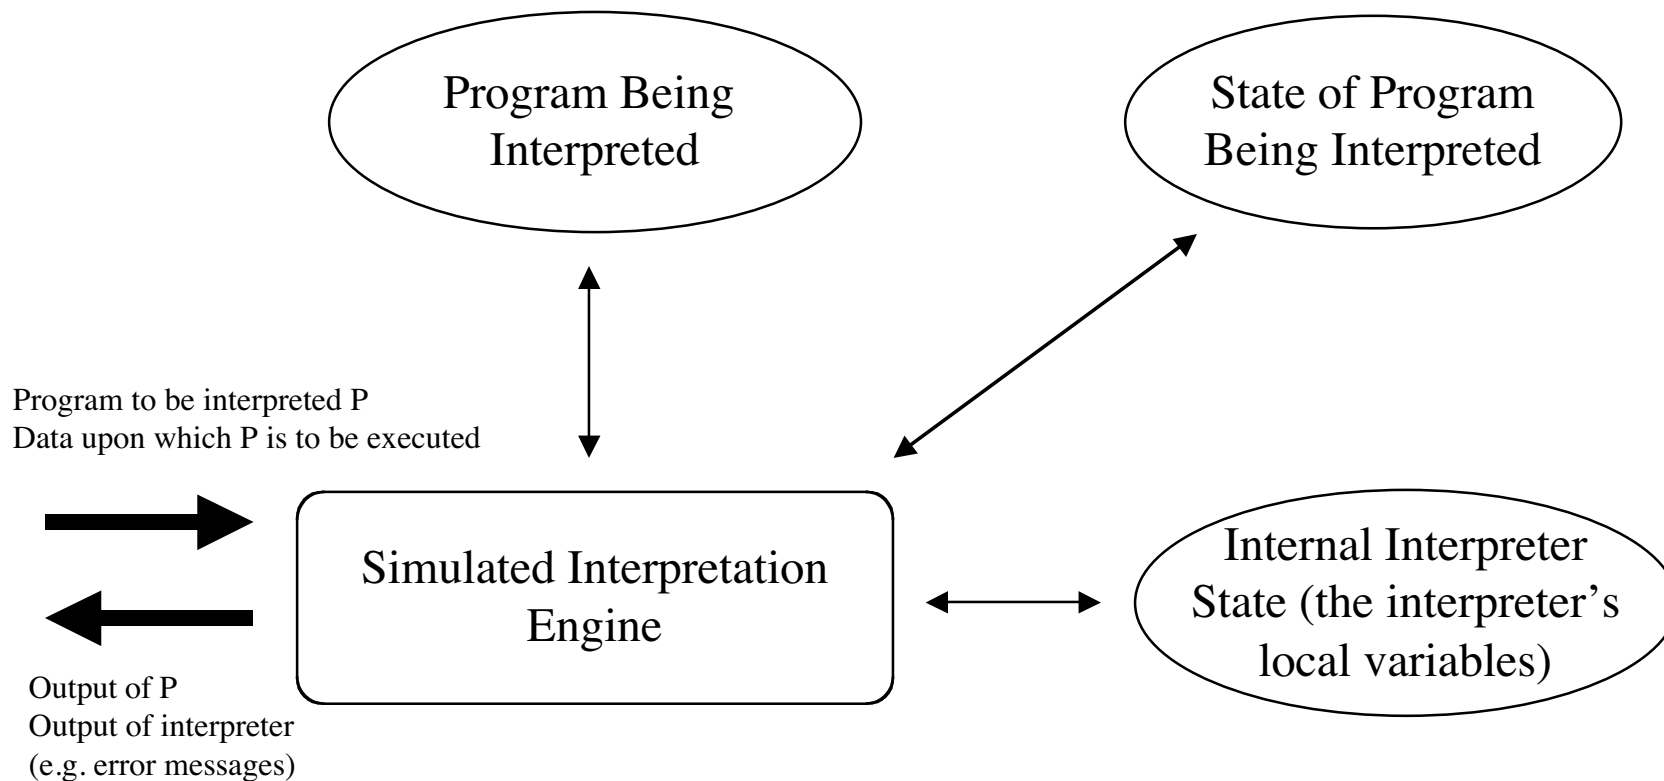 Program Being
Interpreted
State of Program
Being Interpreted
Program to be interpreted P
Data upon which P is to be executed
Simulated Interpretation
Engine
Internal Interpreter
State (the interpreter’s
local variables)
Output of P
Output of interpreter
(e.g. error messages)